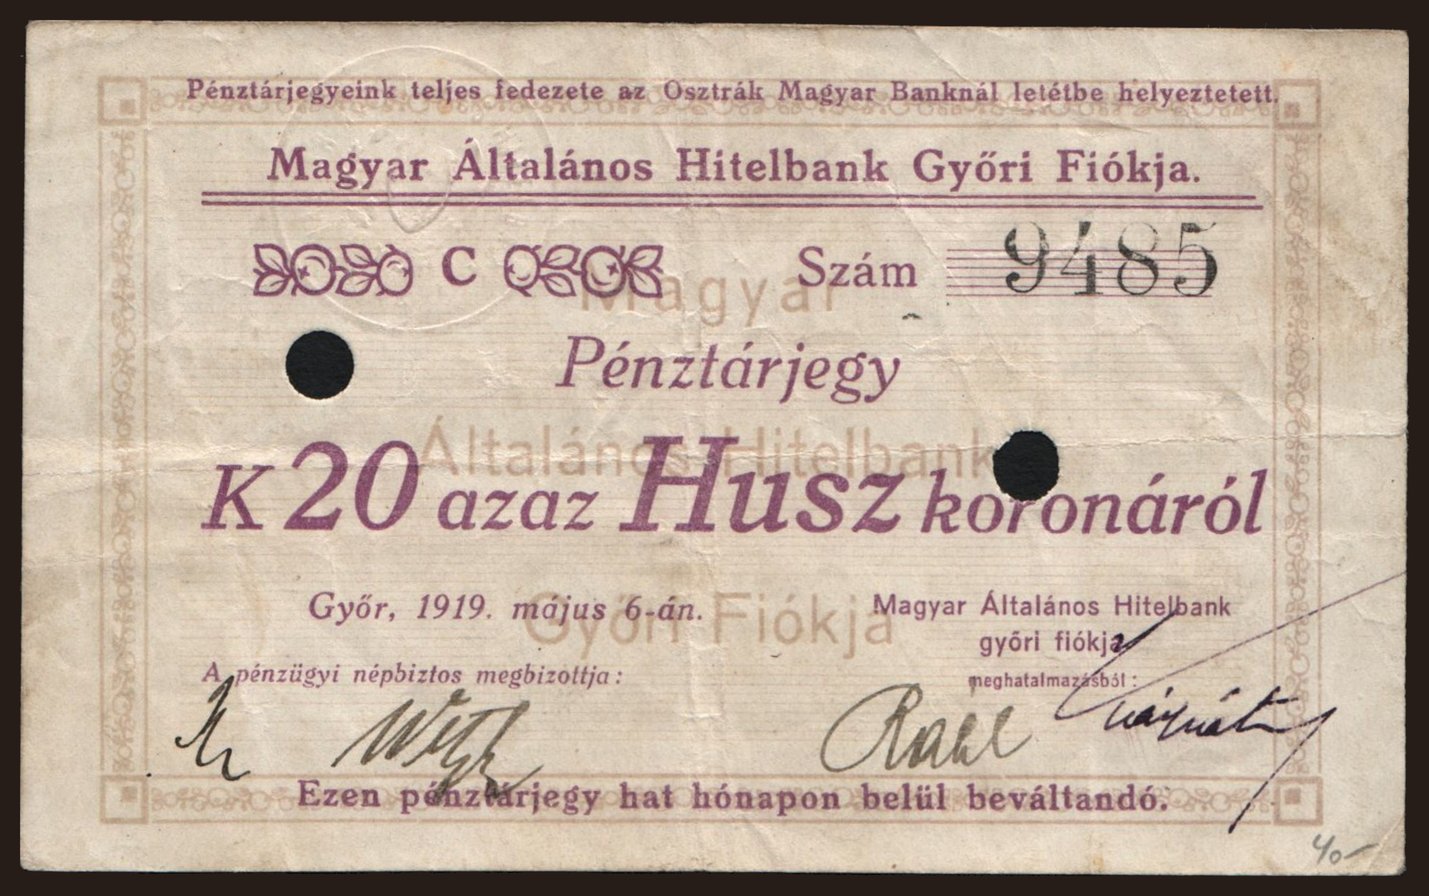 Pénztárjegyeink teljes fedezete az Osztrák Magyar Banknál letétbe helyeztetett.
Magyar Általános Hitelbank Győri Fiókja.
C Szám 9485
Magyar
Pénztárjegy
Általános Hitelbank
K 20 azaz Husz koronáról
Győr, 1919. május 6-án.
Győri Fiókja
Magyar Általános Hitelbank
győri fiókja
A pénzügyi népbiztos megbizottja:
meghatalmazásból:
Ezen pénztárjegy hat hónapon belül beváltandó.
40-